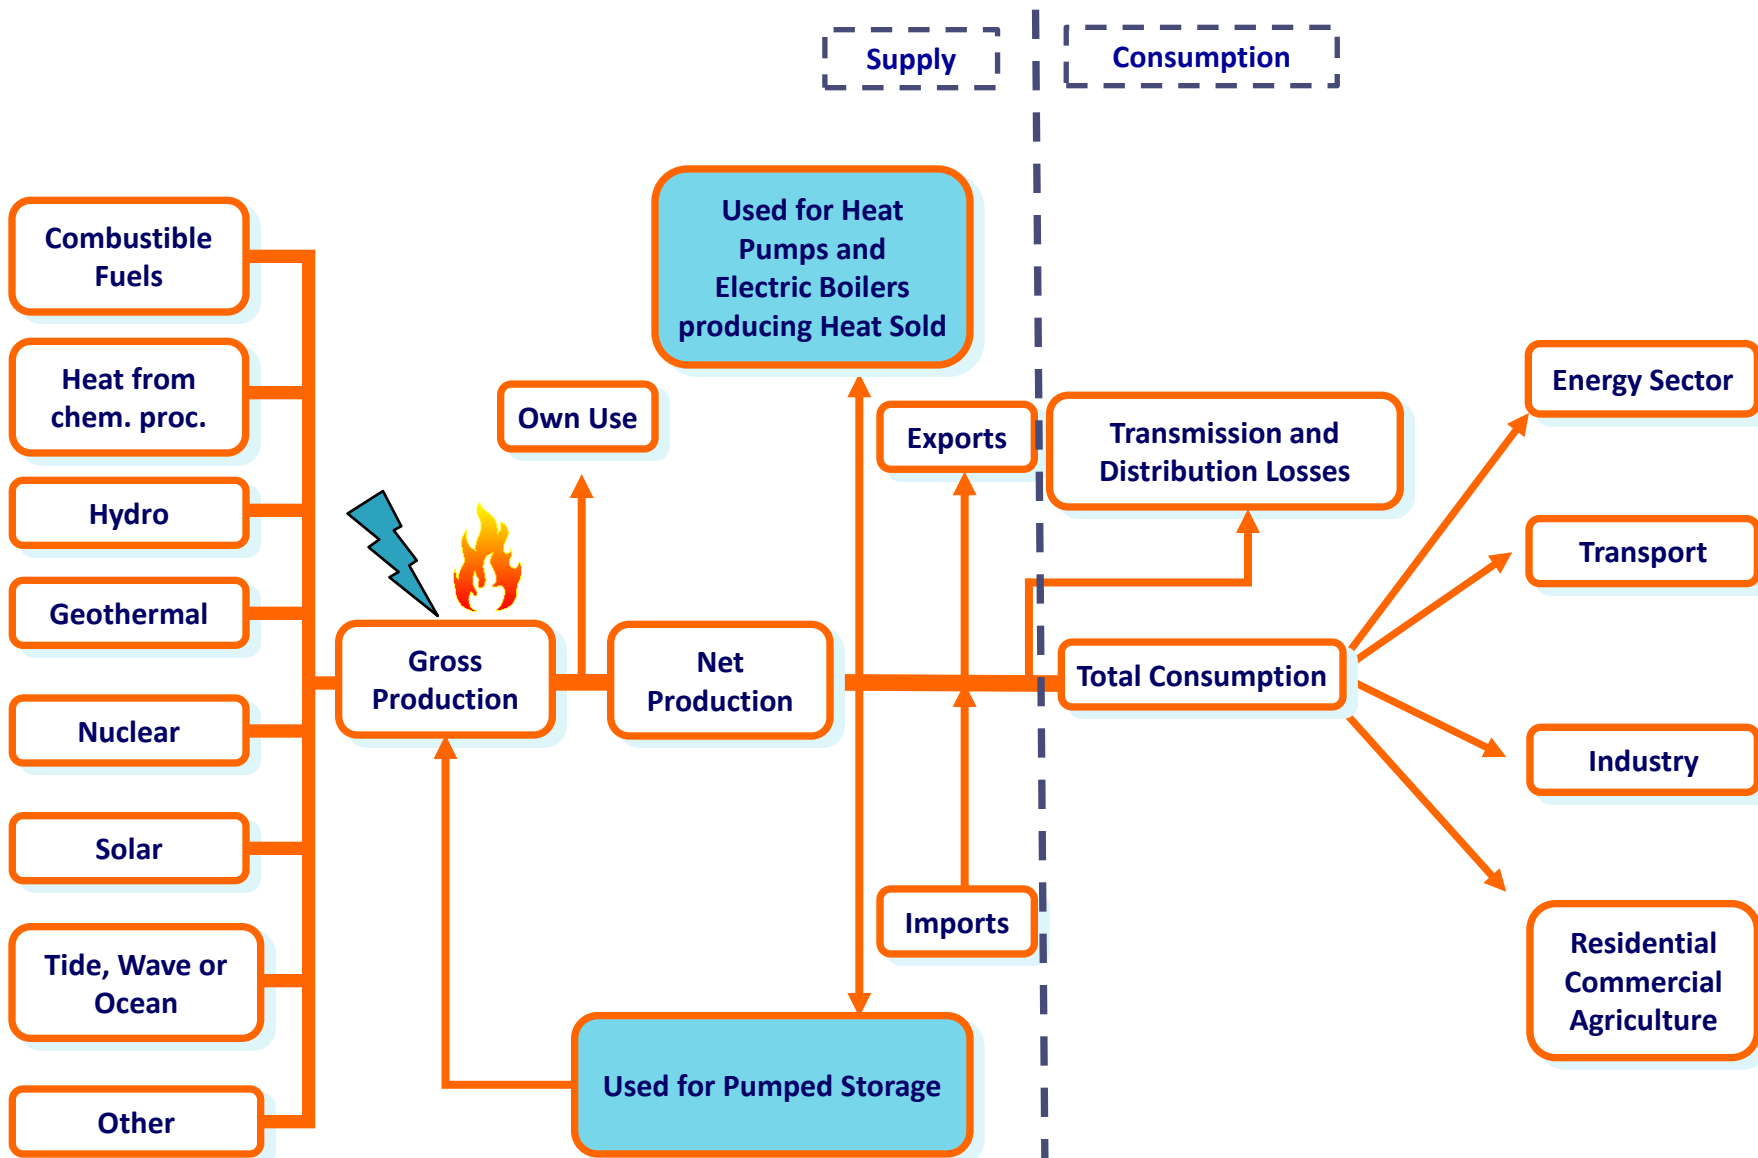 Supply
Consumption
Combustible
Fuels
Heat from
chem. proc.
Hydro
Geothermal
Nuclear
Solar
Tide, Wave or
Ocean
Other
Gross
Production
Own Use
Net
Production
Used for Heat
Pumps and
Electric Boilers
producing Heat Sold
Exports
Imports
Used for Pumped Storage
Transmission and
Distribution Losses
Total Consumption
Energy Sector
Transport
Industry
Residential
Commercial
Agriculture